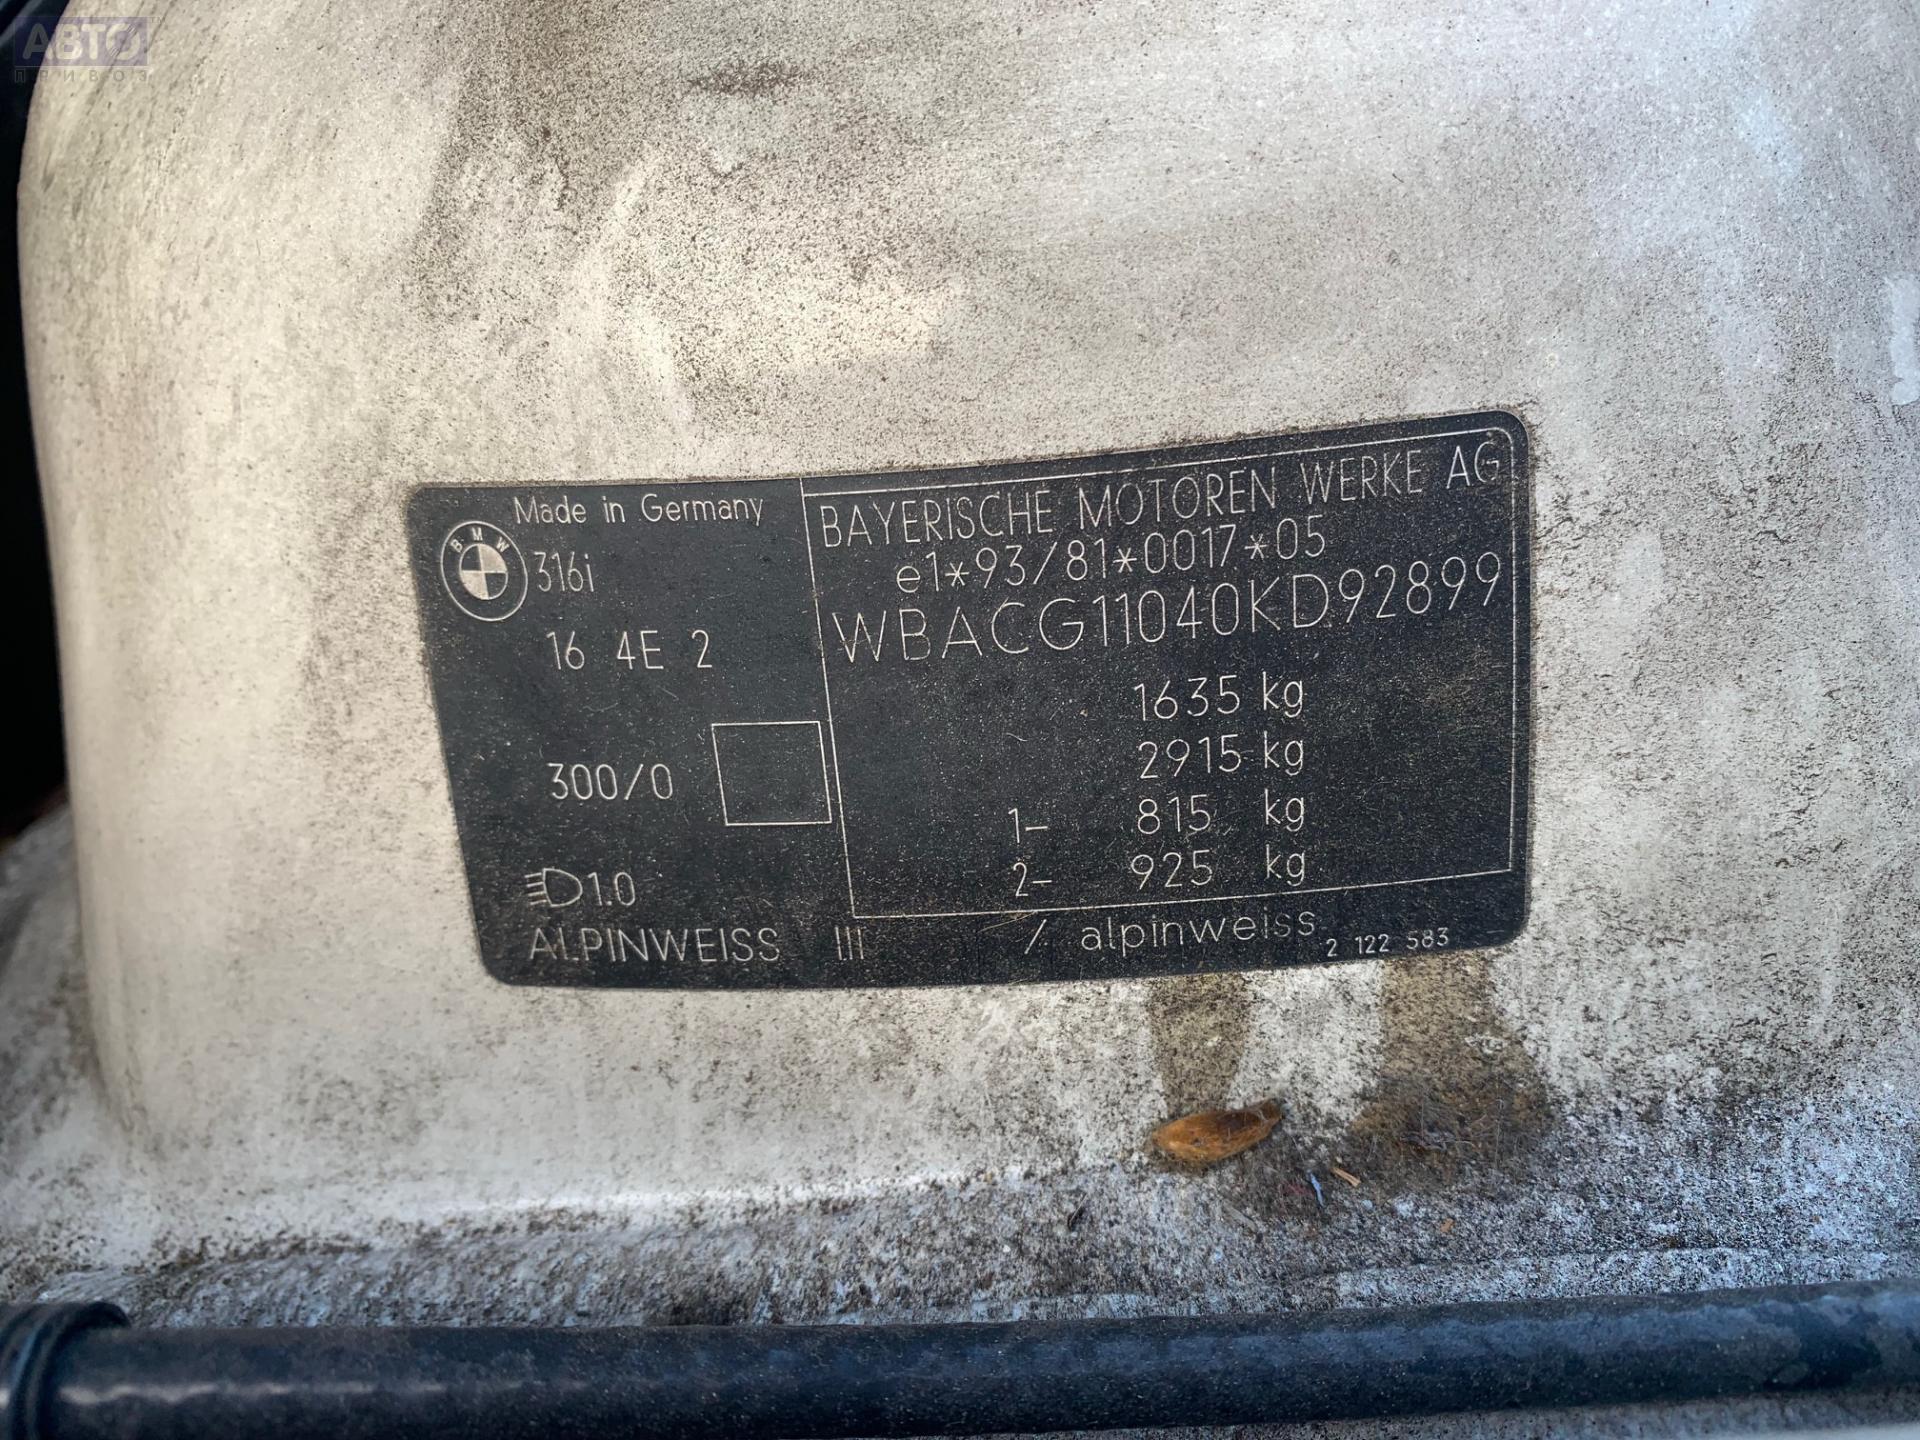 АВТО
ПРИВОЗ
Made in Germany
BMW
316i
16 4E 2
300/0
1.0
ALPINWEISS III / alpinweiss
2 122 583
BAYERISCHE MOTOREN WERKE AG
e1*93/81*0017*05
WBACG11040KD92899
1635 kg
2915 kg
1- 815 kg
2- 925 kg